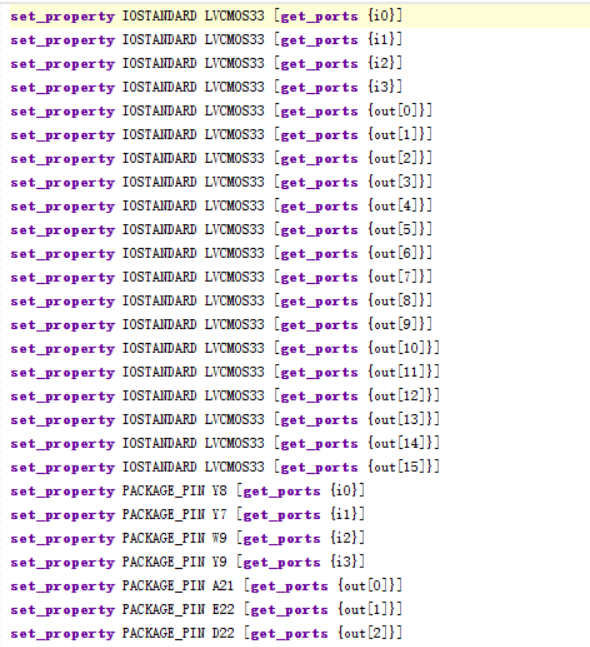 set_property IOSTANDARD LVCMOS33 [get_ports {i0}]
set_property IOSTANDARD LVCMOS33 [get_ports {i1}]
set_property IOSTANDARD LVCMOS33 [get_ports {i2}]
set_property IOSTANDARD LVCMOS33 [get_ports {i3}]
set_property IOSTANDARD LVCMOS33 [get_ports {out[0]}]
set_property IOSTANDARD LVCMOS33 [get_ports {out[1]}]
set_property IOSTANDARD LVCMOS33 [get_ports {out[2]}]
set_property IOSTANDARD LVCMOS33 [get_ports {out[3]}]
set_property IOSTANDARD LVCMOS33 [get_ports {out[4]}]
set_property IOSTANDARD LVCMOS33 [get_ports {out[5]}]
set_property IOSTANDARD LVCMOS33 [get_ports {out[6]}]
set_property IOSTANDARD LVCMOS33 [get_ports {out[7]}]
set_property IOSTANDARD LVCMOS33 [get_ports {out[8]}]
set_property IOSTANDARD LVCMOS33 [get_ports {out[9]}]
set_property IOSTANDARD LVCMOS33 [get_ports {out[10]}]
set_property IOSTANDARD LVCMOS33 [get_ports {out[11]}]
set_property IOSTANDARD LVCMOS33 [get_ports {out[12]}]
set_property IOSTANDARD LVCMOS33 [get_ports {out[13]}]
set_property IOSTANDARD LVCMOS33 [get_ports {out[14]}]
set_property IOSTANDARD LVCMOS33 [get_ports {out[15]}]
set_property PACKAGE_PIN Y8 [get_ports {i0}]
set_property PACKAGE_PIN Y7 [get_ports {i1}]
set_property PACKAGE_PIN W9 [get_ports {i2}]
set_property PACKAGE_PIN Y9 [get_ports {i3}]
set_property PACKAGE_PIN A21 [get_ports {out[0]}]
set_property PACKAGE_PIN E22 [get_ports {out[1]}]
set_property PACKAGE_PIN D22 [get_ports {out[2]}]